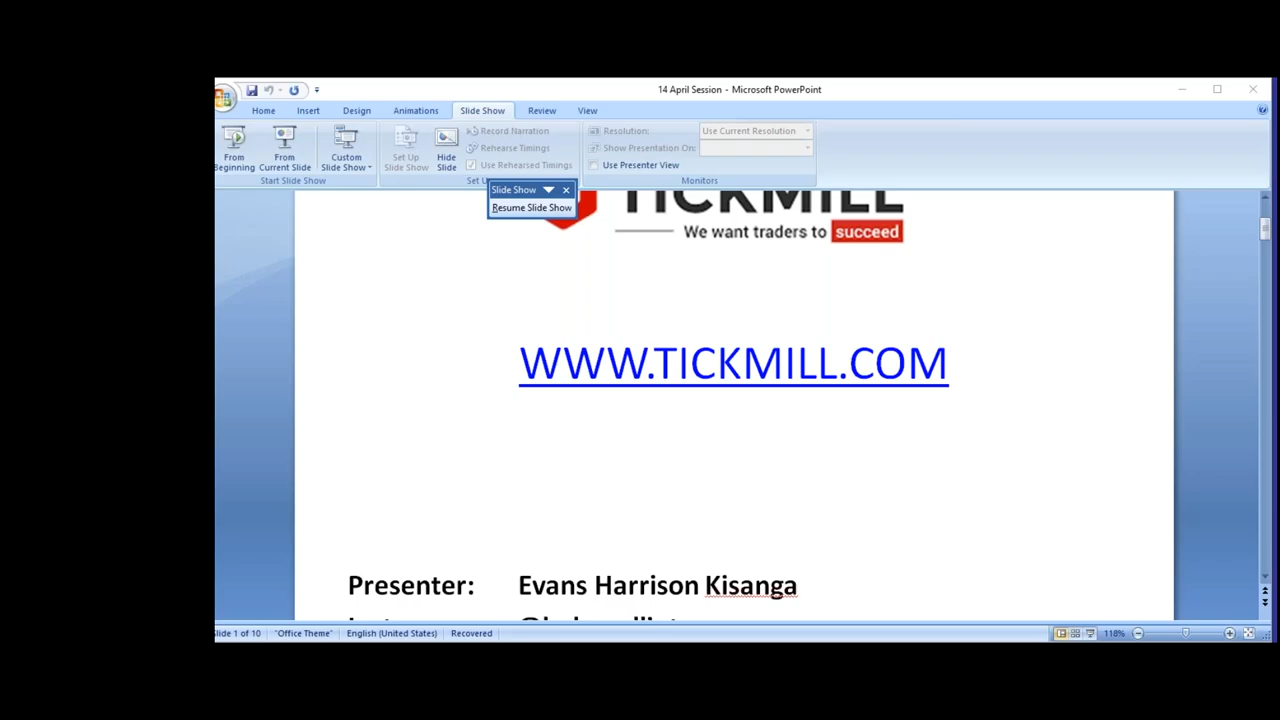 14 April Session - Microsoft PowerPoint
Home Insert Design Animations Slide Show Review View
From Beginning
From Current Slide
Custom Slide Show
Start Slide Show
Set Up Slide Show
Hide Slide
Record Narration
Rehearse Timings
Use Rehearsed Timings
Set U
Resolution: Use Current Resolution
Show Presentation On:
Use Presenter View
Monitors
Slide Show
Resume Slide Show
TICKMILL
We want traders to succeed
WWW.TICKMILL.COM
Presenter: Evans Harrison Kisanga
Slide 1 of 10 "Office Theme" English (United States) Recovered 118%